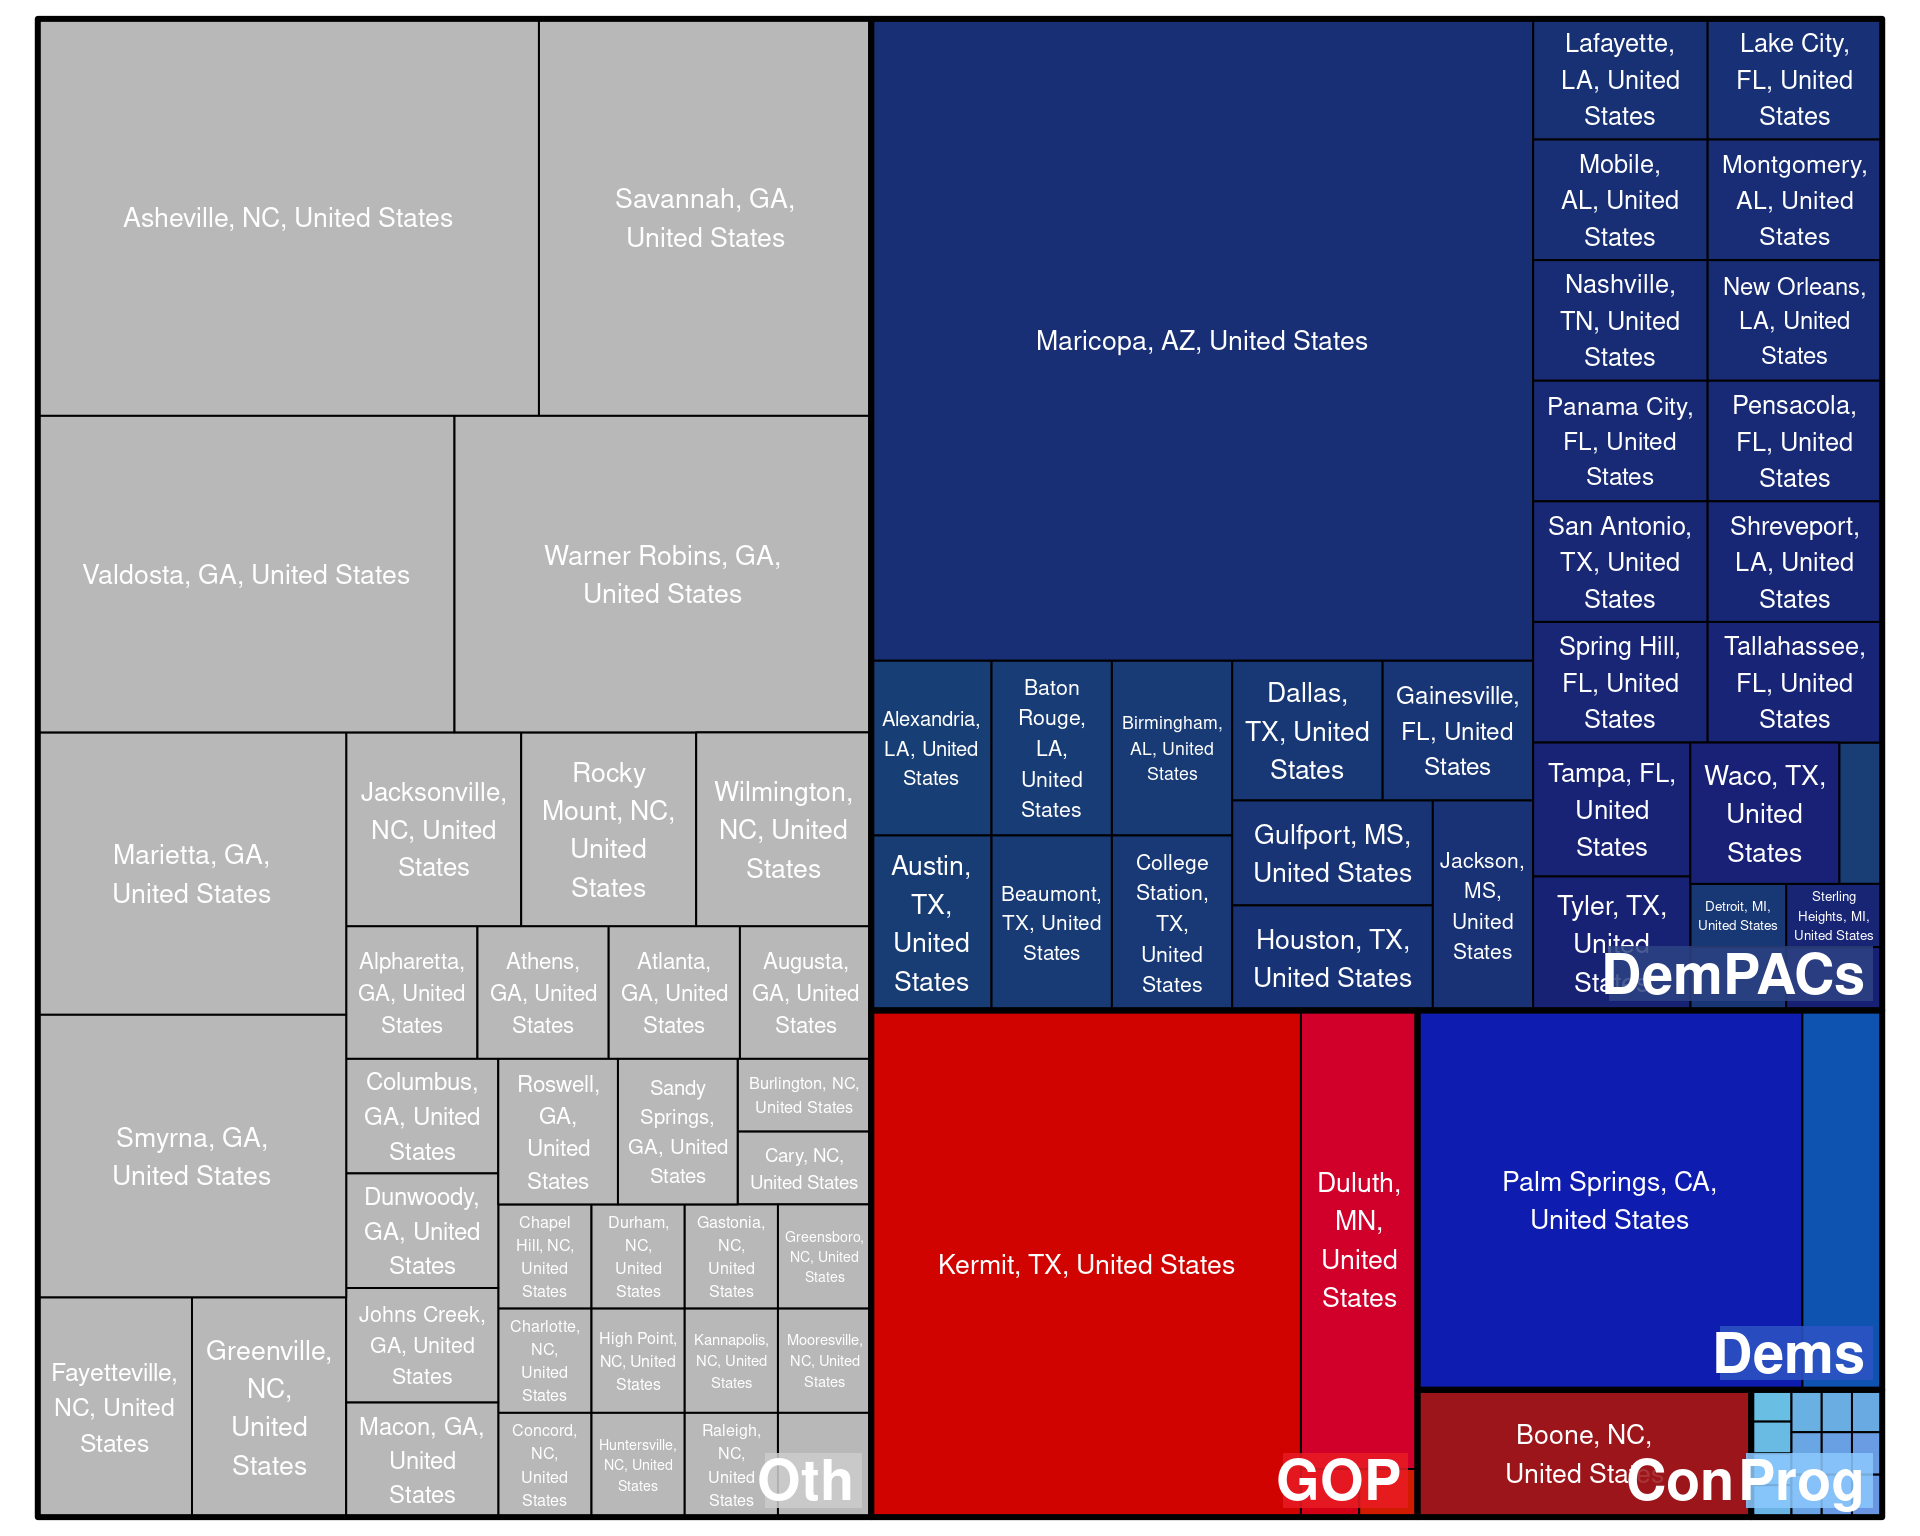 Asheville, NC, United States
Savannah, GA,
United States
Valdosta, GA, United States
Warner Robins, GA,
United States
Marietta, GA,
United States
Jacksonville,
NC, United
States
Rocky
Mount, NC,
United
States
Wilmington,
NC, United
States
Alpharetta,
GA, United
States
Athens,
GA, United
States
Atlanta,
GA, United
States
Augusta,
GA, United
States
Smyrna, GA,
United States
Columbus,
GA, United
States
Roswell,
GA,
United
States
Sandy
Springs,
GA, United
States
Burlington, NC,
United States
Cary, NC,
United States
Dunwoody,
GA, United
States
Chapel
Hill, NC,
United
States
Durham,
NC,
United
States
Gastonia,
NC,
United
States
Greensboro,
NC, United
States
Fayetteville,
NC, United
States
Greenville,
NC,
United
States
Johns Creek,
GA, United
States
Charlotte,
NC,
United
States
High Point,
NC, United
States
Kannapolis,
NC, United
States
Mooresville,
NC, United
States
Macon, GA,
United
States
Concord,
NC,
United
States
Huntersville,
NC, United
States
Raleigh,
NC,
United
States
Oth
Maricopa, AZ, United States
Lafayette,
LA, United
States
Lake City,
FL, United
States
Mobile,
AL, United
States
Montgomery,
AL, United
States
Nashville,
TN, United
States
New Orleans,
LA, United
States
Panama City,
FL, United
States
Pensacola,
FL, United
States
San Antonio,
TX, United
States
Shreveport,
LA, United
States
Spring Hill,
FL, United
States
Tallahassee,
FL, United
States
Alexandria,
LA, United
States
Baton
Rouge,
LA,
United
States
Birmingham,
AL, United
States
Dallas,
TX, United
States
Gainesville,
FL, United
States
Austin,
TX,
United
States
Beaumont,
TX, United
States
College
Station,
TX,
United
States
Gulfport, MS,
United States
Houston, TX,
United States
Jackson,
MS,
United
States
Tampa, FL,
United
States
Waco, TX,
United
States
Tyler, TX,
United
States
Detroit, MI,
United States
Sterling
Heights, MI,
United States
DemPACs
Kermit, TX, United States
Duluth,
MN,
United
States
GOP
Palm Springs, CA,
United States
Dems
Boone, NC,
United States
Con
Prog